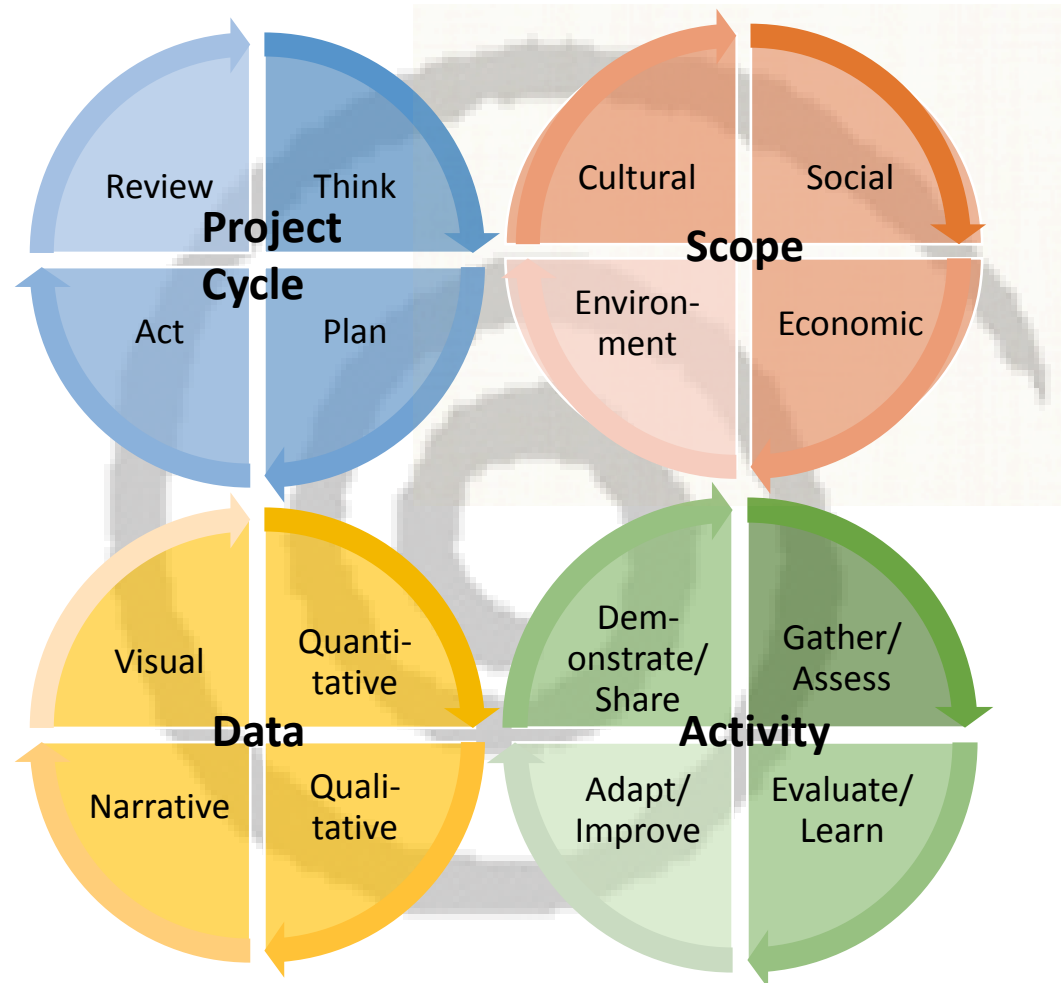 Review
Think
Project
Cycle
Act
Plan
Cultural
Social
Scope
Environ-
ment
Economic
Visual
Quanti-
tative
Data
Narrative
Quali-
tative
Dem-
onstrate/
Share
Gather/
Assess
Activity
Adapt/
Improve
Evaluate/
Learn